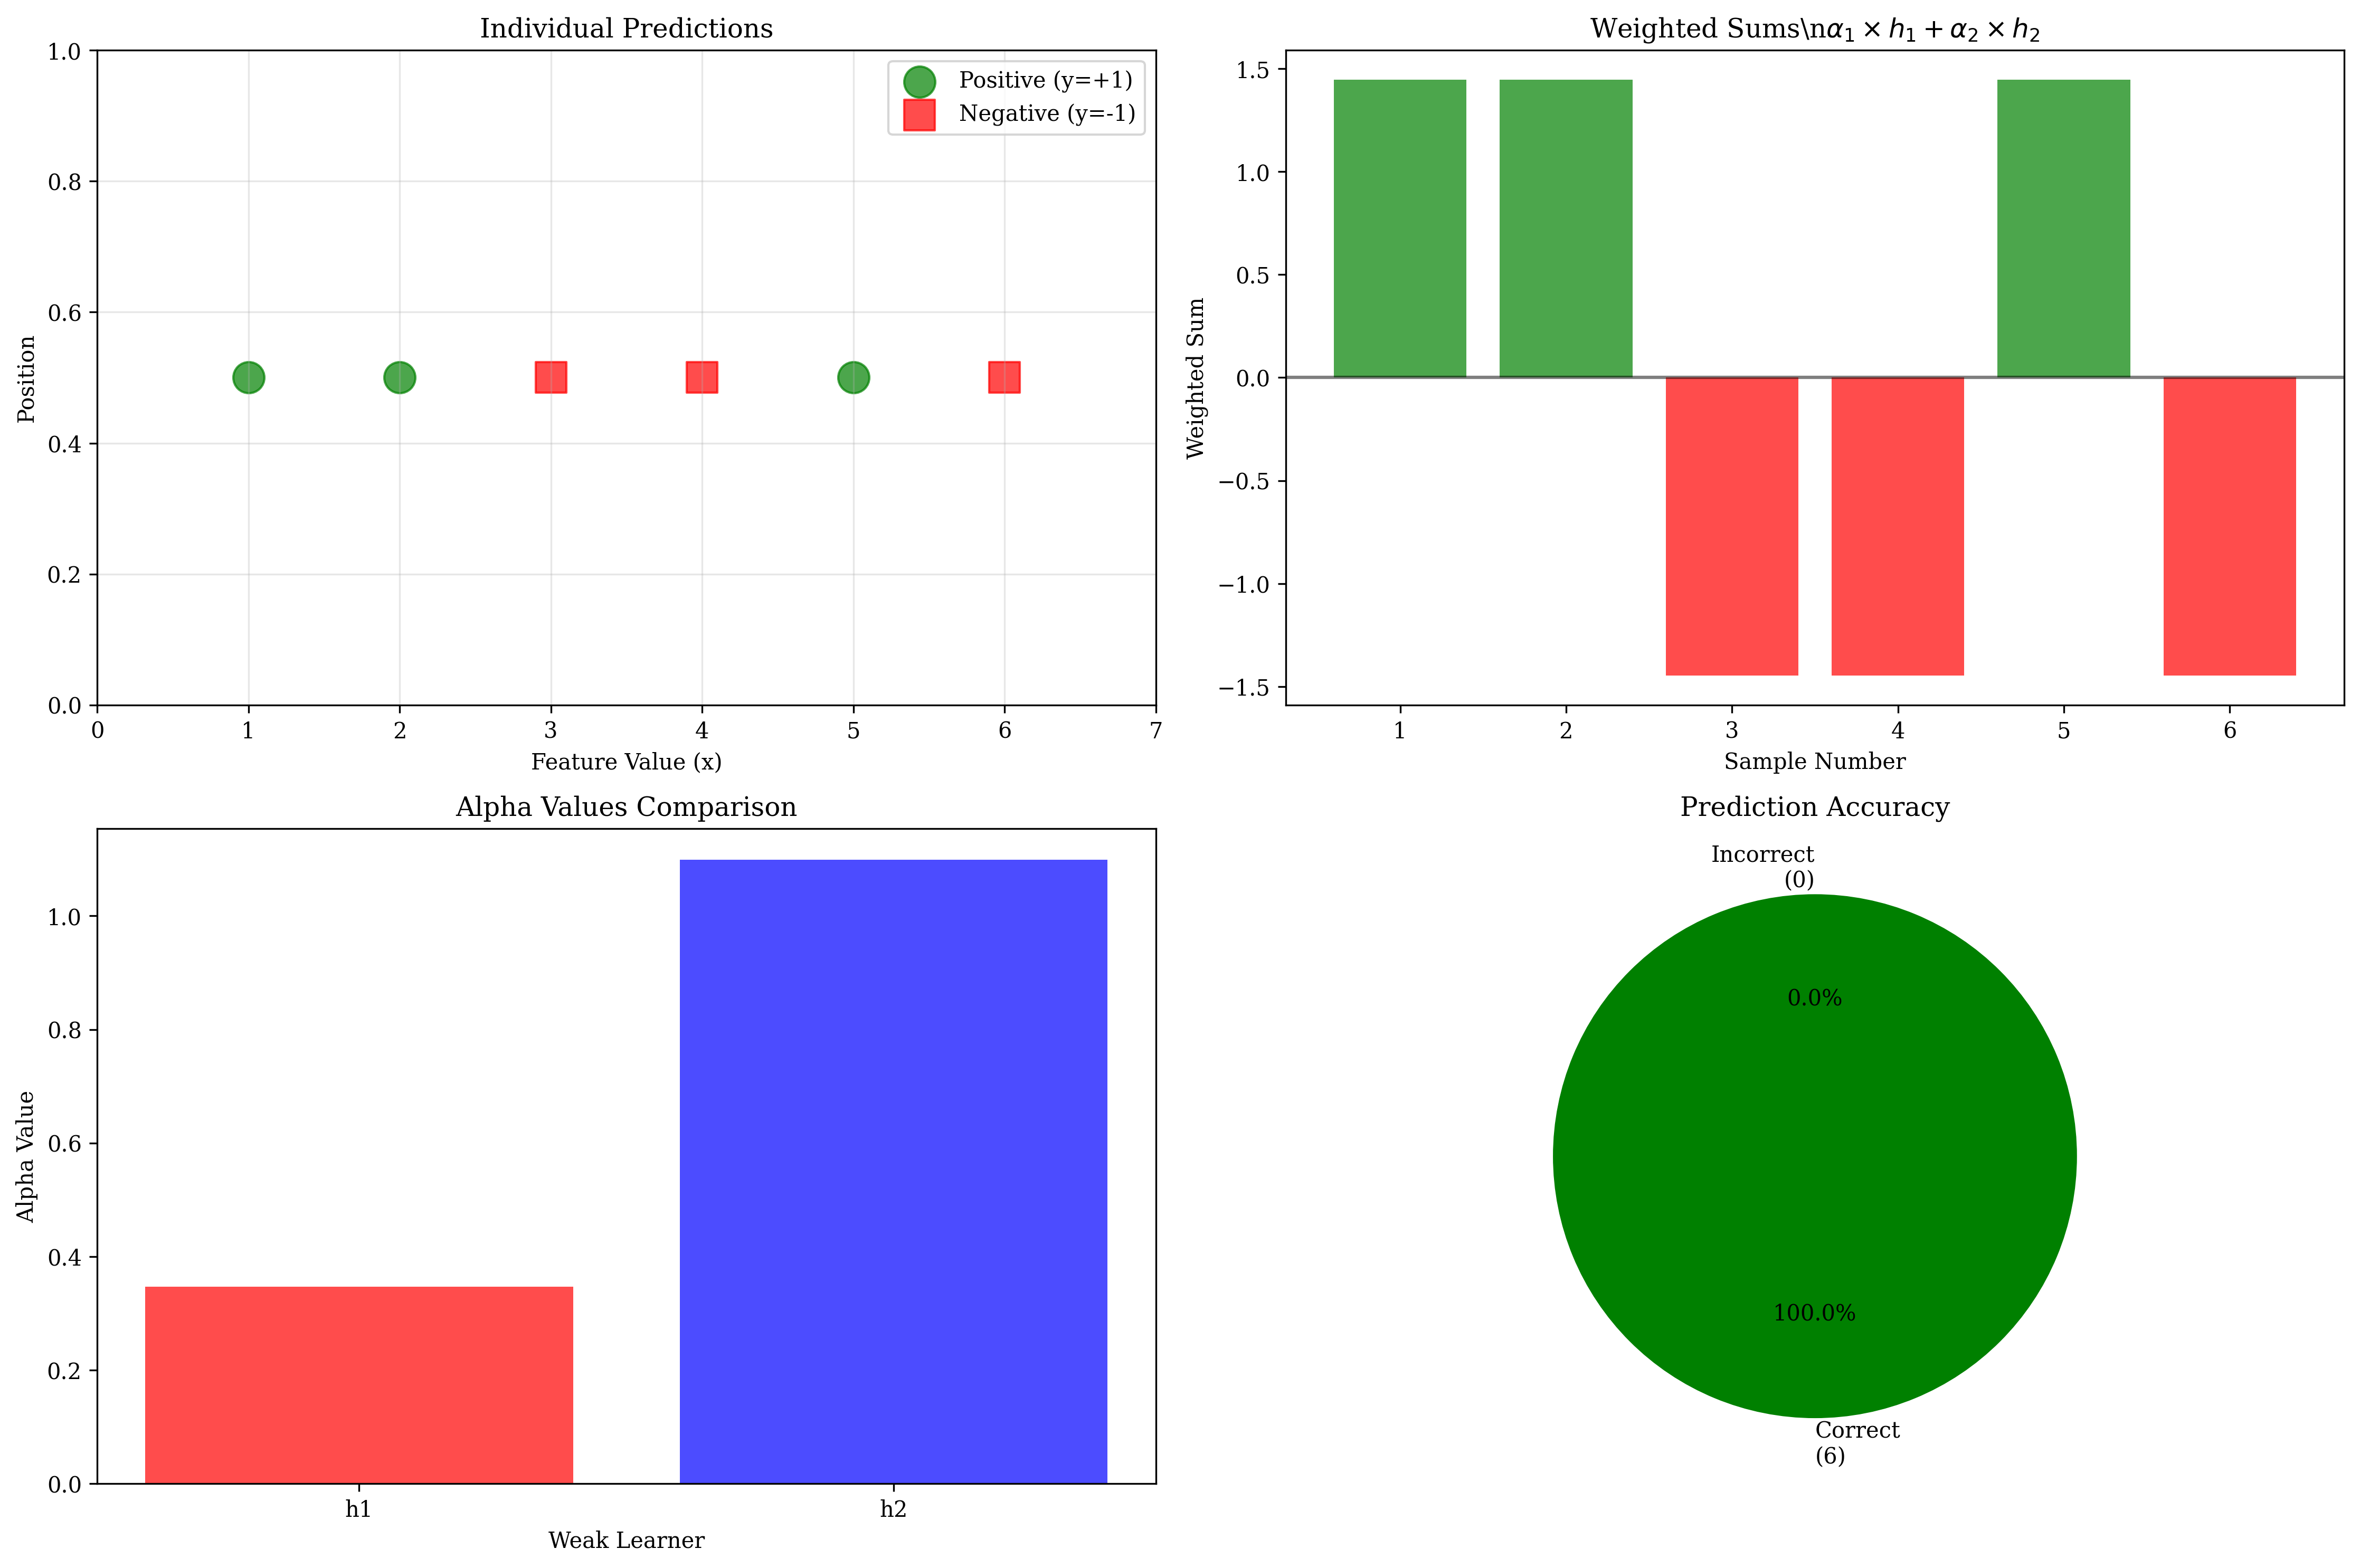 Individual Predictions
1.0
0.8
0.6
0.4
0.2
0.0
Position
0 1 2 3 4 5 6 7
Feature Value (x)
Positive (y=+1)
Negative (y=-1)
Weighted Sums\nα₁ × h₁ + α₂ × h₂
1.5
1.0
0.5
0.0
−0.5
−1.0
−1.5
Weighted Sum
1 2 3 4 5 6
Sample Number
Alpha Values Comparison
1.0
0.8
0.6
0.4
0.2
0.0
Alpha Value
h1 h2
Weak Learner
Prediction Accuracy
Incorrect
(0)
0.0%
100.0%
Correct
(6)